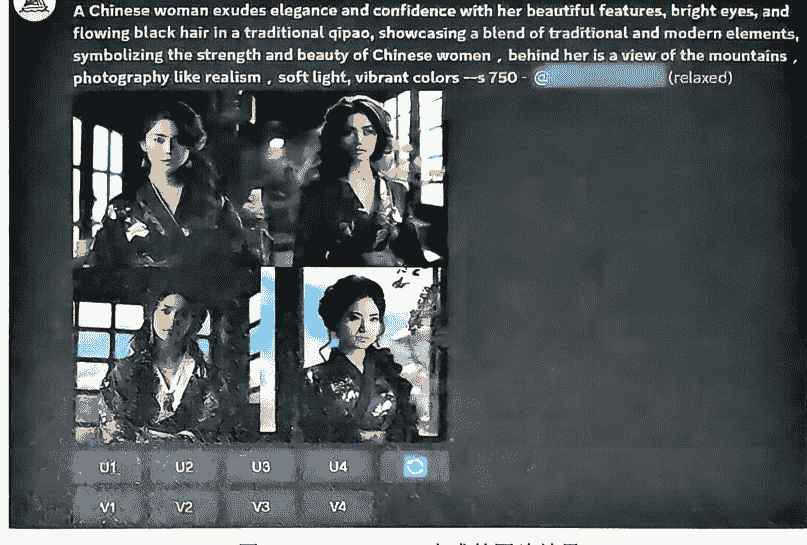 A Chinese woman exudes elegance and confidence with her beautiful features, bright eyes, and
flowing black hair in a traditional qipao, showcasing a blend of traditional and modern elements,
symbolizing the strength and beauty of Chinese women , behind her is a view of the mountains ,
photography like realism , soft light, vibrant colors --s 750 - @ (relaxed)
U1 U2 U3 U4
V1 V2 V3 V4